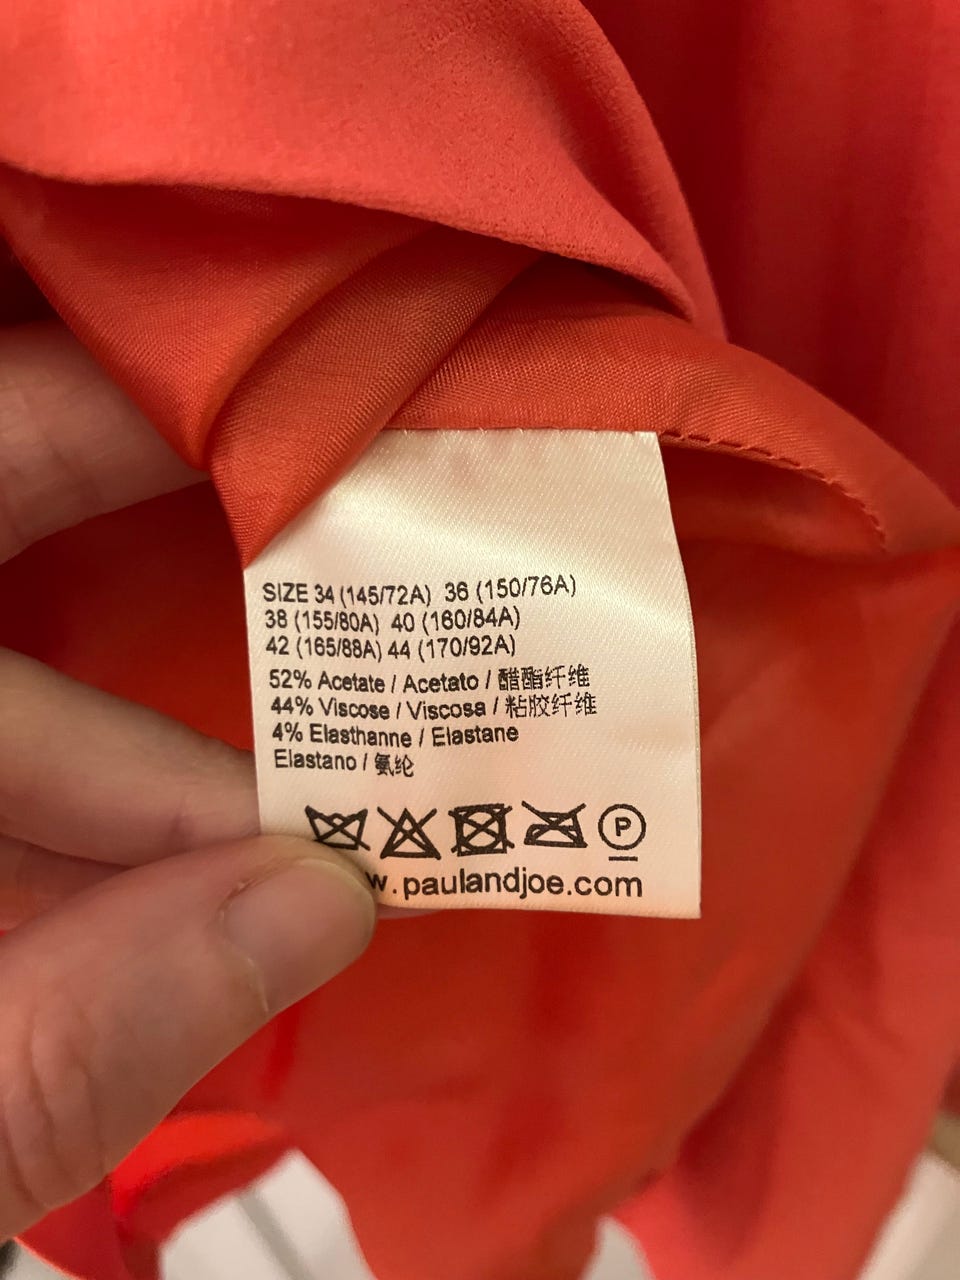 SIZE 34 (145/72A) 36 (150/76A)
38 (155/80A) 40 (160/84A)
42 (165/88A) 44 (170/92A)
52% Acetate / Acetato / 醋酯纤维
44% Viscose / Viscosa / 粘胶纤维
4% Elasthanne / Elastane
Elastano / 氨纶
P
w.paulandjoe.com